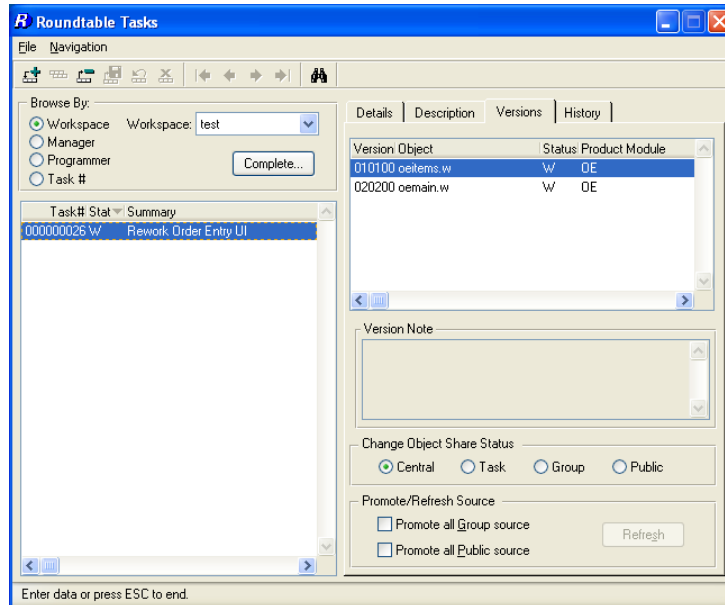 R Roundtable Tasks
File Navigation
Browse By:
Workspace Workspace: test
Manager
Programmer Complete...
Task #
Task# Stat Summary
000000026 W Rework Order Entry UI
Details Description Versions History
Version Object Status Product Module
010100 oeitems.w W OE
020200 oemain.w W OE
Version Note
Change Object Share Status
Central Task Group Public
Promote/Refresh Source
Promote all Group source
Refresh
Promote all Public source
Enter data or press ESC to end.